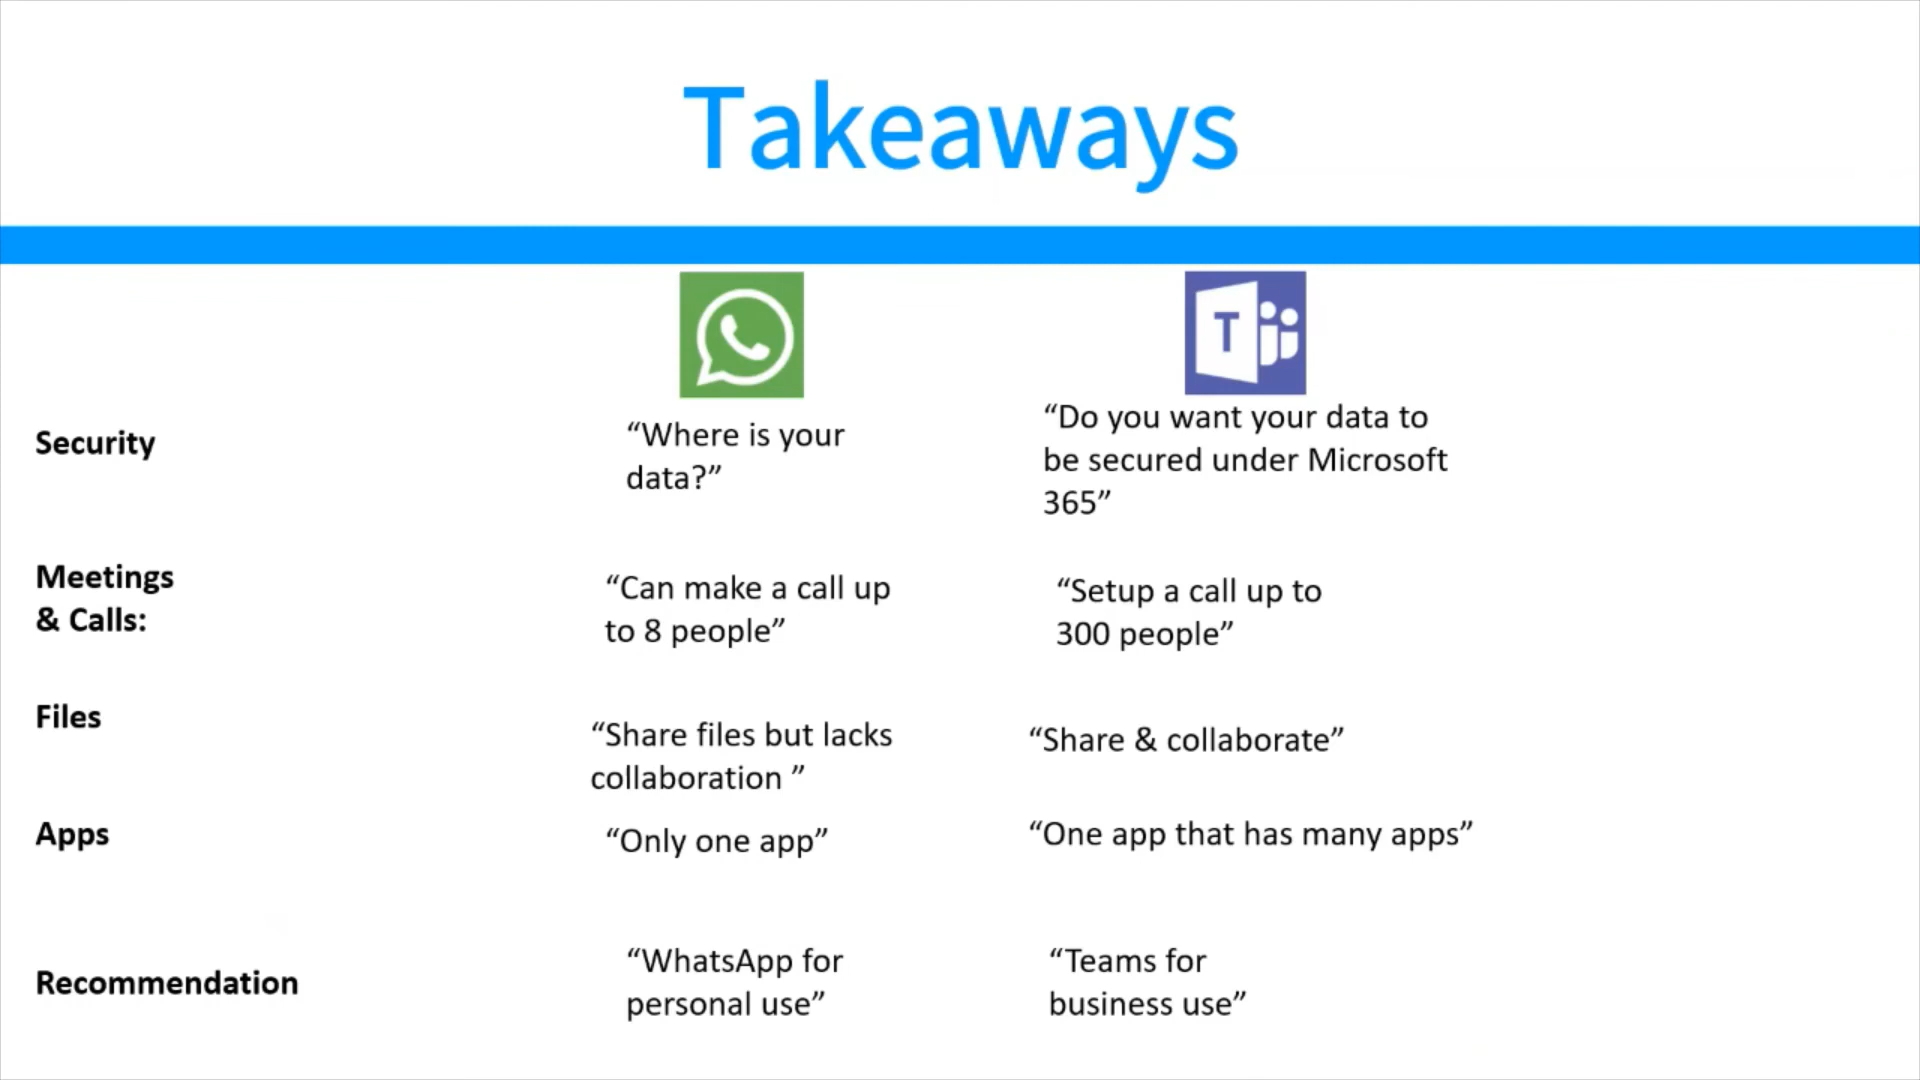 Takeaways
T
Security
“Where is your
data?”
“Do you want your data to
be secured under Microsoft
365”
Meetings
& Calls:
“Can make a call up
to 8 people”
“Setup a call up to
300 people”
Files
“Share files but lacks
collaboration ”
“Share & collaborate”
Apps
“Only one app”
“One app that has many apps”
Recommendation
“WhatsApp for
personal use”
“Teams for
business use”